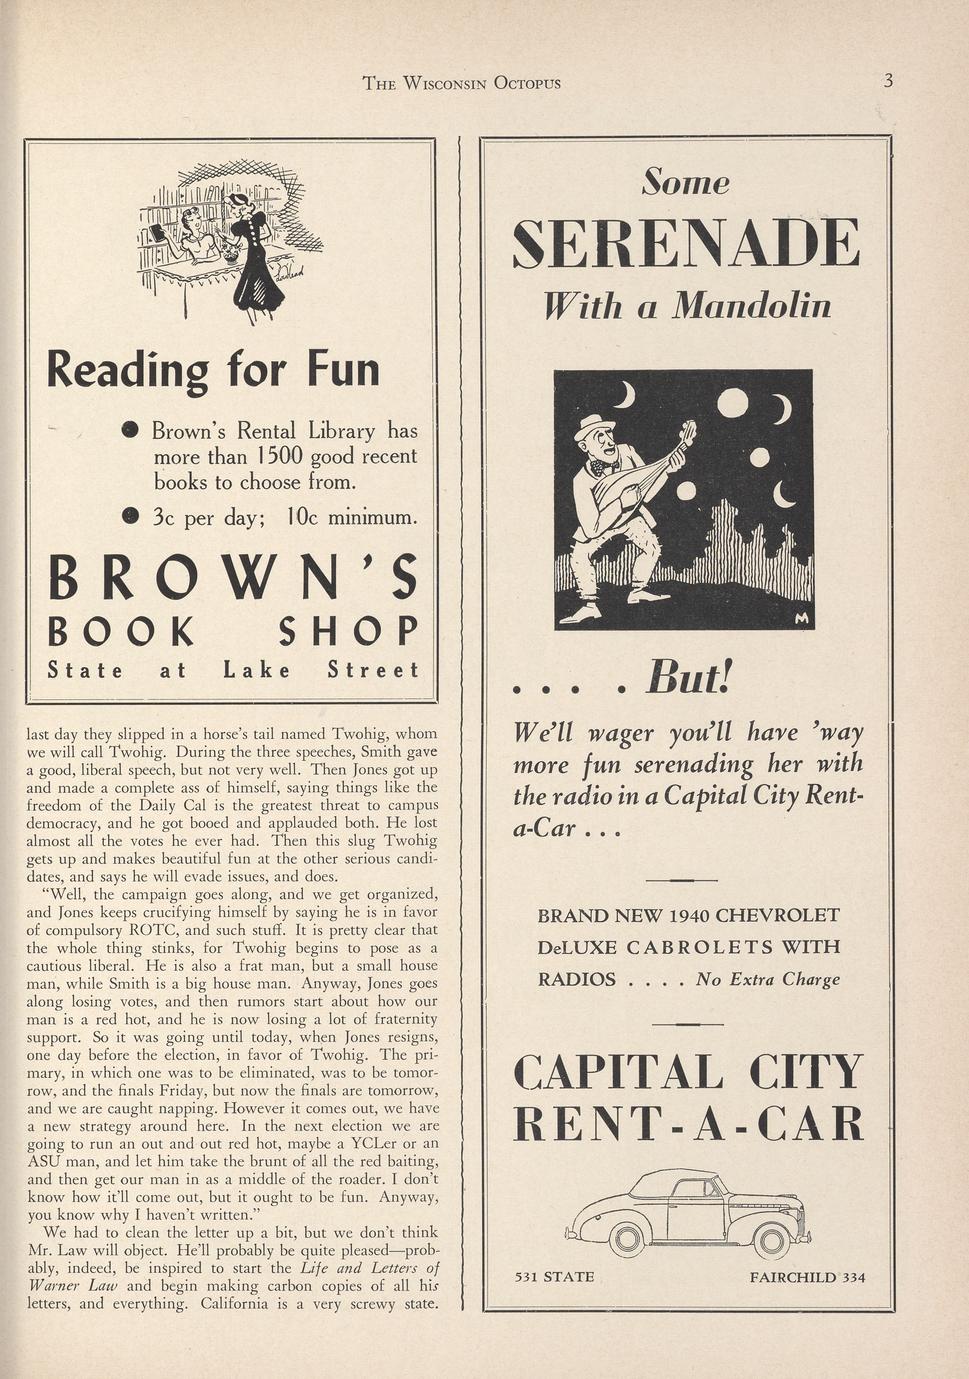 The Wisconsin Octopus
3
Reading for Fun
● Brown's Rental Library has
more than 1500 good recent
books to choose from.
● 3c per day; 10c minimum.
BROWN'S
BOOK SHOP
State at Lake Street
last day they slipped in a horse's tail named Twohig, whom
we will call Twohig. During the three speeches, Smith gave
a good, liberal speech, but not very well. Then Jones got up
and made a complete ass of himself, saying things like the
freedom of the Daily Cal is the greatest threat to campus
democracy, and he got booed and applauded both. He lost
almost all the votes he ever had. Then this slug Twohig
gets up and makes beautiful fun at the other serious candi-
dates, and says he will evade issues, and does.
"Well, the campaign goes along, and we get organized,
and Jones keeps crucifying himself by saying he is in favor
of compulsory ROTC, and such stuff. It is pretty clear that
the whole thing stinks, for Twohig begins to pose as a
cautious liberal. He is also a frat man, but a small house
man, while Smith is a big house man. Anyway, Jones goes
along losing votes, and then rumors start about how our
man is a red hot, and he is now losing a lot of fraternity
support. So it was going until today, when Jones resigns,
one day before the election, in favor of Twohig. The pri-
mary, in which one was to be eliminated, was to be tomor-
row, and the finals Friday, but now the finals are tomorrow,
and we are caught napping. However it comes out, we have
a new strategy around here. In the next election we are
going to run an out and out red hot, maybe a YCLer or an
ASU man, and let him take the brunt of all the red baiting,
and then get our man in as a middle of the roader. I don't
know how it'll come out, but it ought to be fun. Anyway,
you know why I haven't written."
We had to clean the letter up a bit, but we don't think
Mr. Law will object. He'll probably be quite pleased—prob-
ably, indeed, be inspired to start the Life and Letters of
Warner Law and begin making carbon copies of all his
letters, and everything. California is a very screwy state.
Some
SERENADE
With a Mandolin
M
. . . . But!
We'll wager you'll have 'way
more fun serenading her with
the radio in a Capital City Rent-
a-Car . . .
BRAND NEW 1940 CHEVROLET
DeLUXE CABROLETS WITH
RADIOS . . . . No Extra Charge
CAPITAL CITY
RENT-A-CAR
531 STATE
FAIRCHILD 334